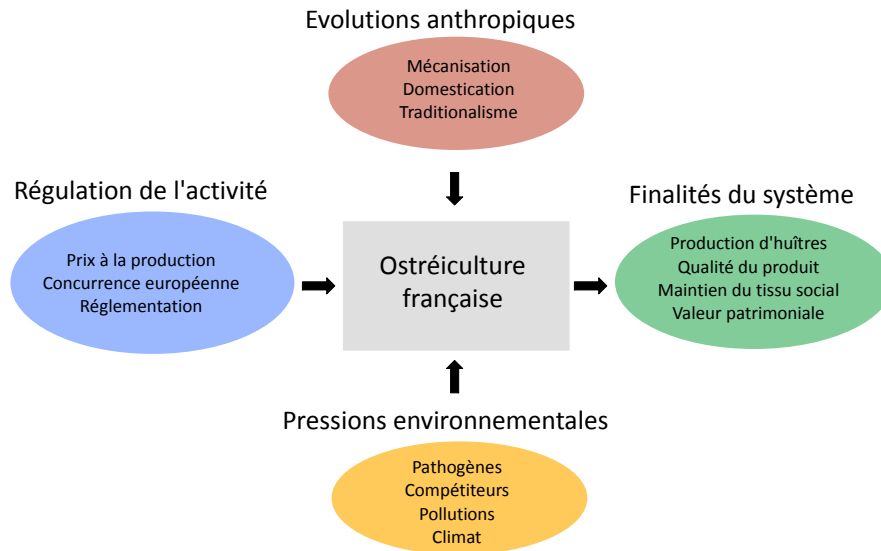 Evolutions anthropiques
Mécanisation
Domestication
Traditionalisme
Régulation de l'activité
Prix à la production
Concurrence européenne
Réglementation
Ostréiculture
française
Finalités du système
Production d'huîtres
Qualité du produit
Maintien du tissu social
Valeur patrimoniale
Pressions environnementales
Pathogènes
Compétiteurs
Pollutions
Climat